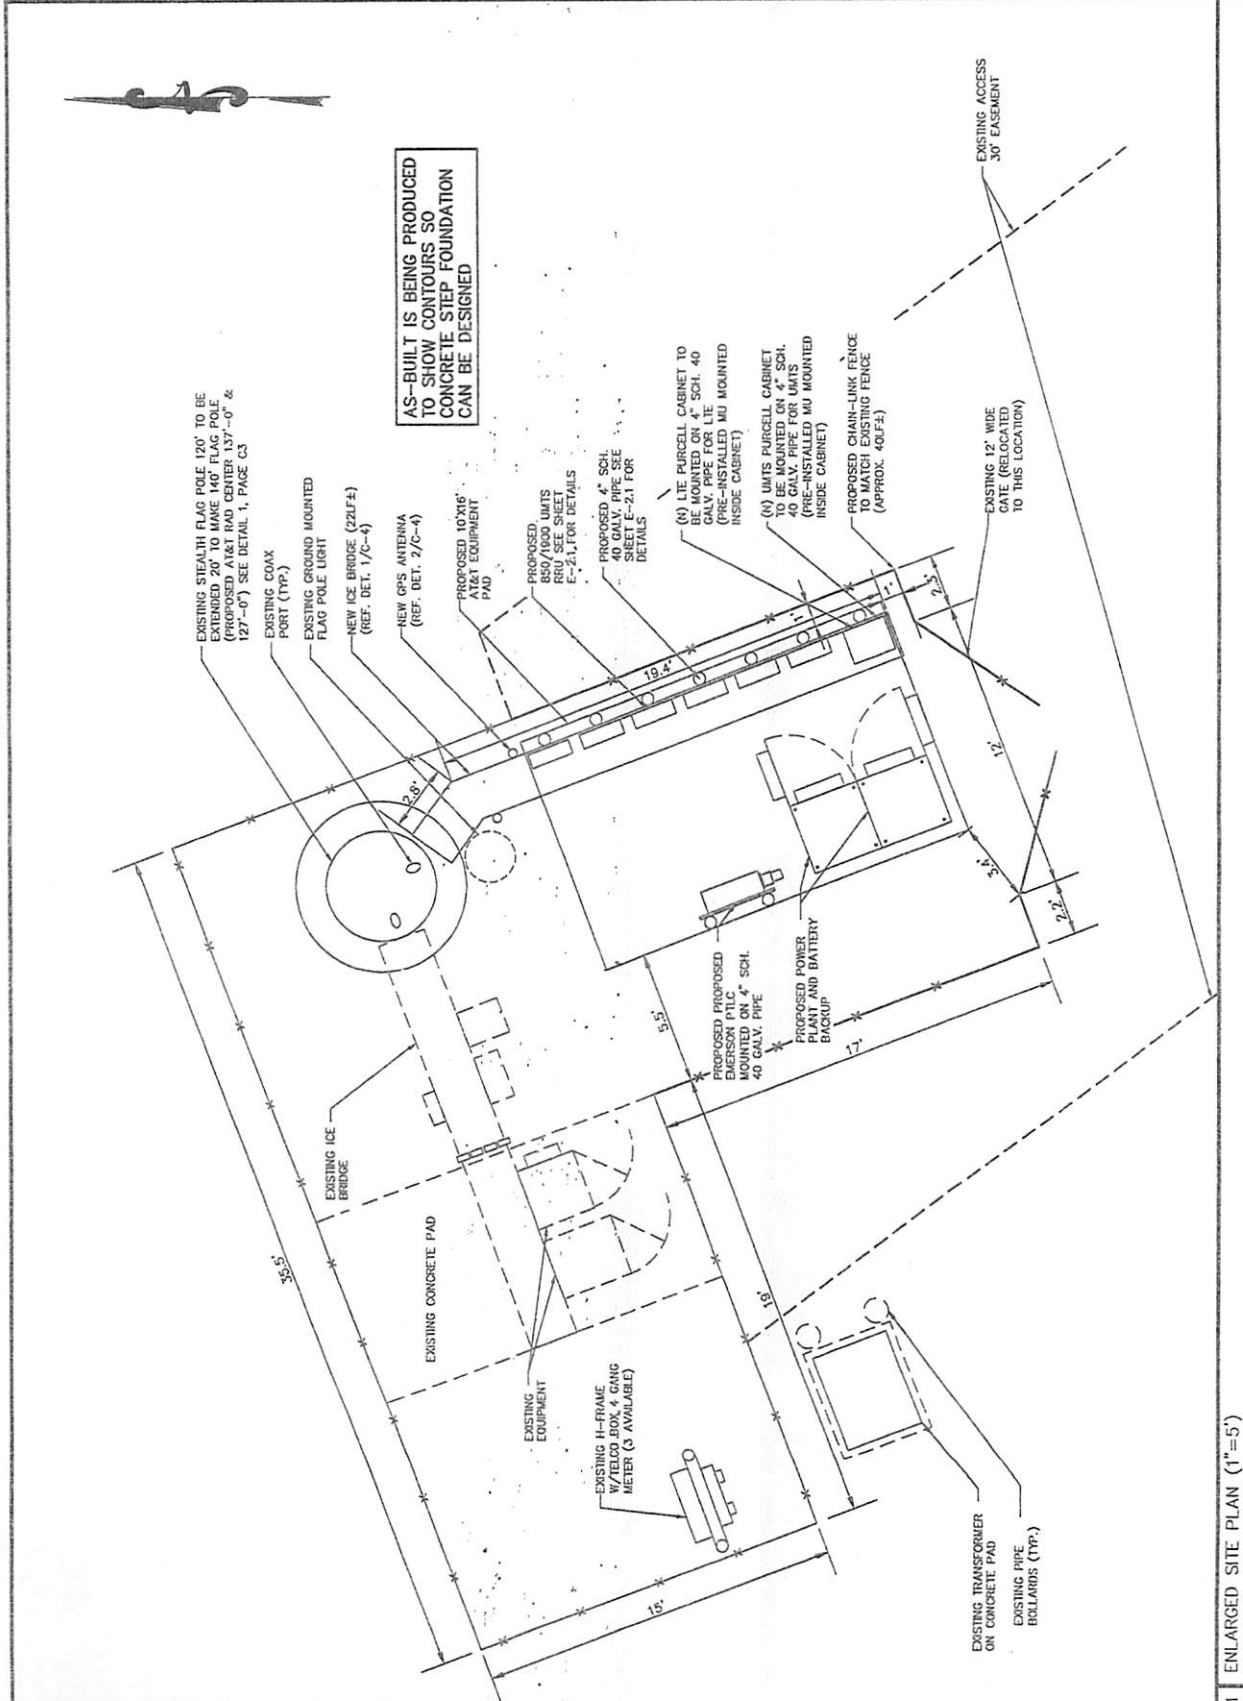 EXISTING STEALTH FLAG POLE 120' TO BE
EXTENDED 20' TO MAKE 140' FLAG POLE
(PROPOSED AT&T RAD CENTER 137'-0" &
127'-0") SEE DETAIL 1, PAGE C3
EXISTING COAX
PORT (TYP.)
EXISTING GROUND MOUNTED
FLAG POLE LIGHT
NEW ICE BRIDGE (22LF±)
(REF. DET. 1/C-4)
NEW GPS ANTENNA
(REF. DET. 2/C-4)
PROPOSED 10'X16'
AT&T EQUIPMENT
PAD
PROPOSED
850/1900 UMTS
RRU SEE SHEET
E-2.1 FOR DETAILS
PROPOSED 4" SCH.
40 GALV. PIPE SEE
SHEET E-2.1 FOR
DETAILS
(N) LTE PURCELL CABINET TO
BE MOUNTED ON 4" SCH. 40
GALV. PIPE FOR LTE
(PRE-INSTALLED MU MOUNTED
INSIDE CABINET)
(N) UMTS PURCELL CABINET
TO BE MOUNTED ON 4" SCH.
40 GALV. PIPE FOR UMTS
(PRE-INSTALLED MU MOUNTED
INSIDE CABINET)
PROPOSED CHAIN-LINK FENCE
TO MATCH EXISTING FENCE
(APPROX. 40LF±)
EXISTING 12' WIDE
GATE (RELOCATED
TO THIS LOCATION)
EXISTING ACCESS
30' EASEMENT
AS-BUILT IS BEING PRODUCED
TO SHOW CONTOURS SO
CONCRETE STEP FOUNDATION
CAN BE DESIGNED
2.8'
19.4'
1'
1'
2.3'
12'
3.4'
2.2'
17'
5.5'
19'
35.5'
15'
EXISTING ICE
BRIDGE
EXISTING CONCRETE PAD
EXISTING
EQUIPMENT
EXISTING H-FRAME
W/TELCO BOX, 4 GANG
METER (3 AVAILABLE)
PROPOSED PROPOSED
EMERSON PTLC
MOUNTED ON 4" SCH.
40 GALV. PIPE
PROPOSED POWER
PLANT AND BATTERY
BACKUP
EXISTING TRANSFORMER
ON CONCRETE PAD
EXISTING PIPE
BOLLARDS (TYP.)
1 ENLARGED SITE PLAN (1"=5')